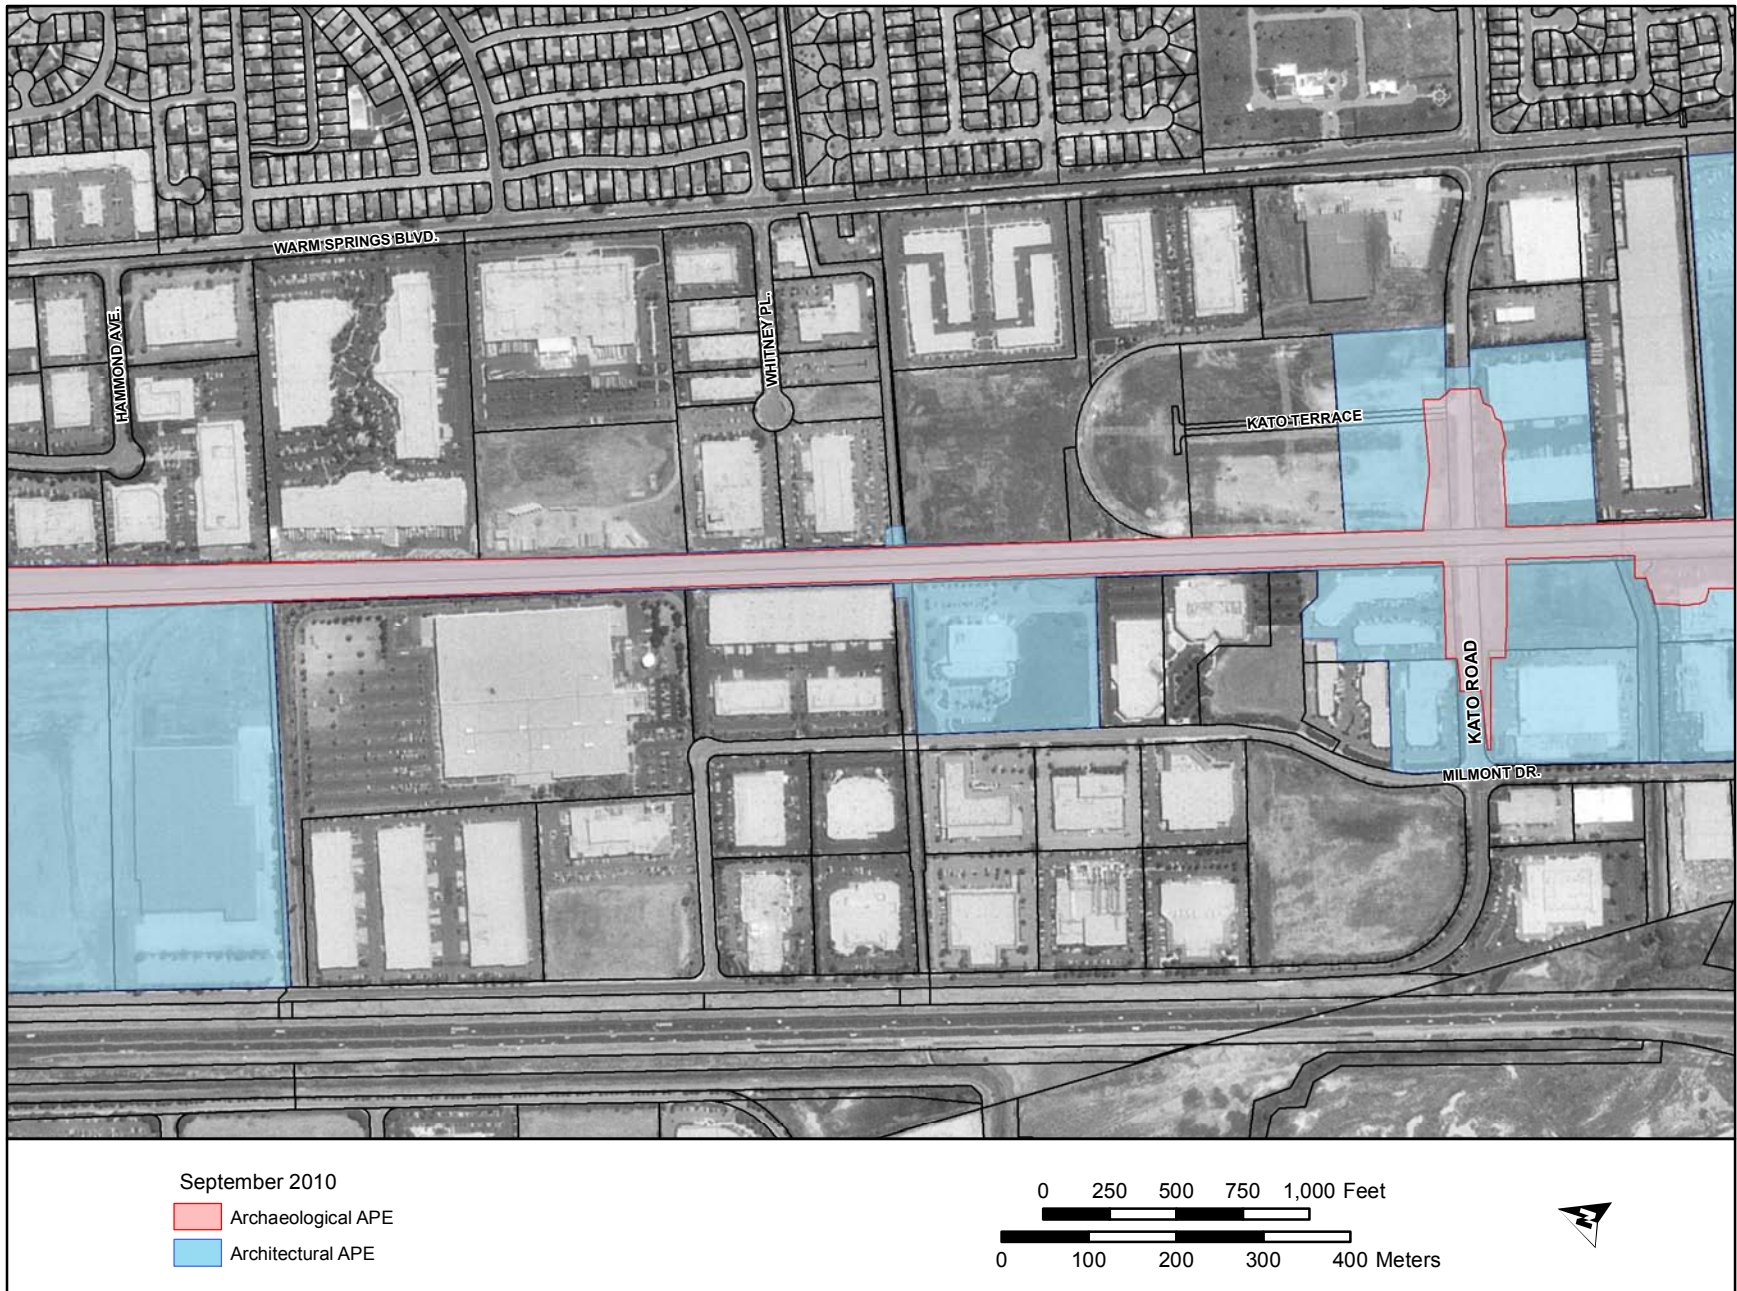 WARM SPRINGS BLVD.
HAMMOND AVE.
WHITNEY PL.
KATO TERRACE
KATO ROAD
MILMONT DR.
September 2010
Archaeological APE
Architectural APE
0 250 500 750 1,000 Feet
0 100 200 300 400 Meters
N